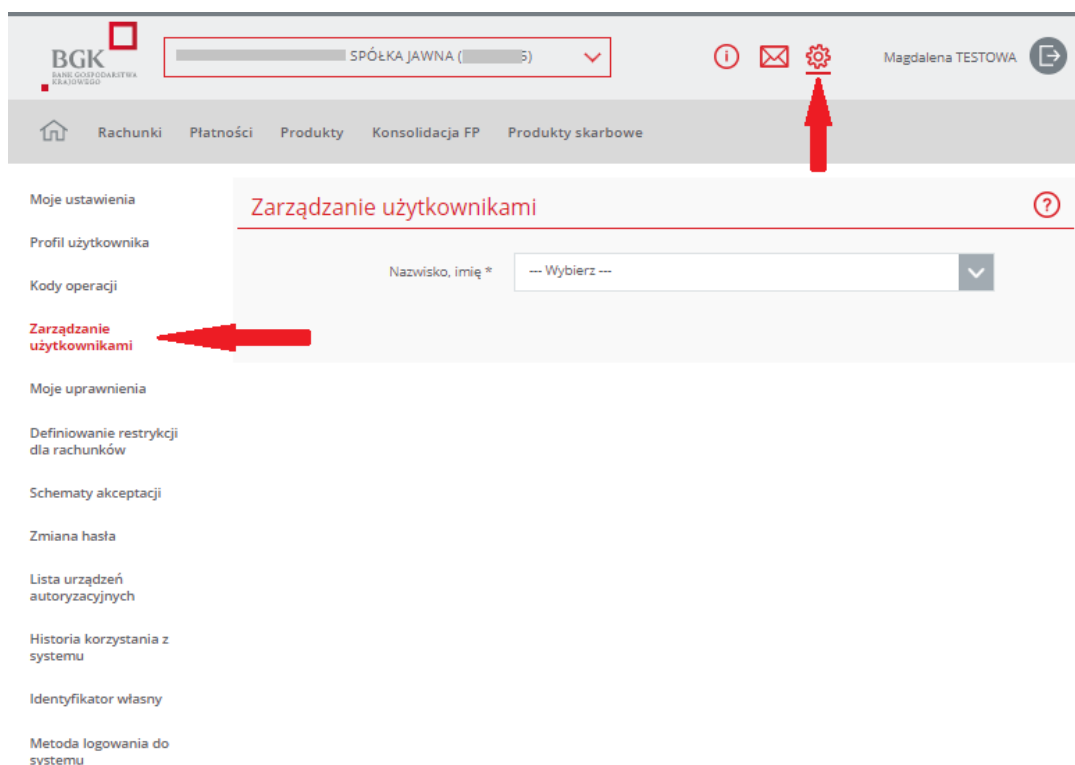 BGK
BANK GOSPODARSTWA
KRAJOWEGO
SPÓŁKA JAWNA ( 5)
Magdalena TESTOWA
Rachunki Płatności Produkty Konsolidacja FP Produkty skarbowe
Moje ustawienia
Profil użytkownika
Kody operacji
Zarządzanie
użytkownikami
Moje uprawnienia
Definiowanie restrykcji
dla rachunków
Schematy akceptacji
Zmiana hasła
Lista urządzeń
autoryzacyjnych
Historia korzystania z
systemu
Identyfikator własny
Metoda logowania do
systemu
Zarządzanie użytkownikami ?
Nazwisko, imię * --- Wybierz ---